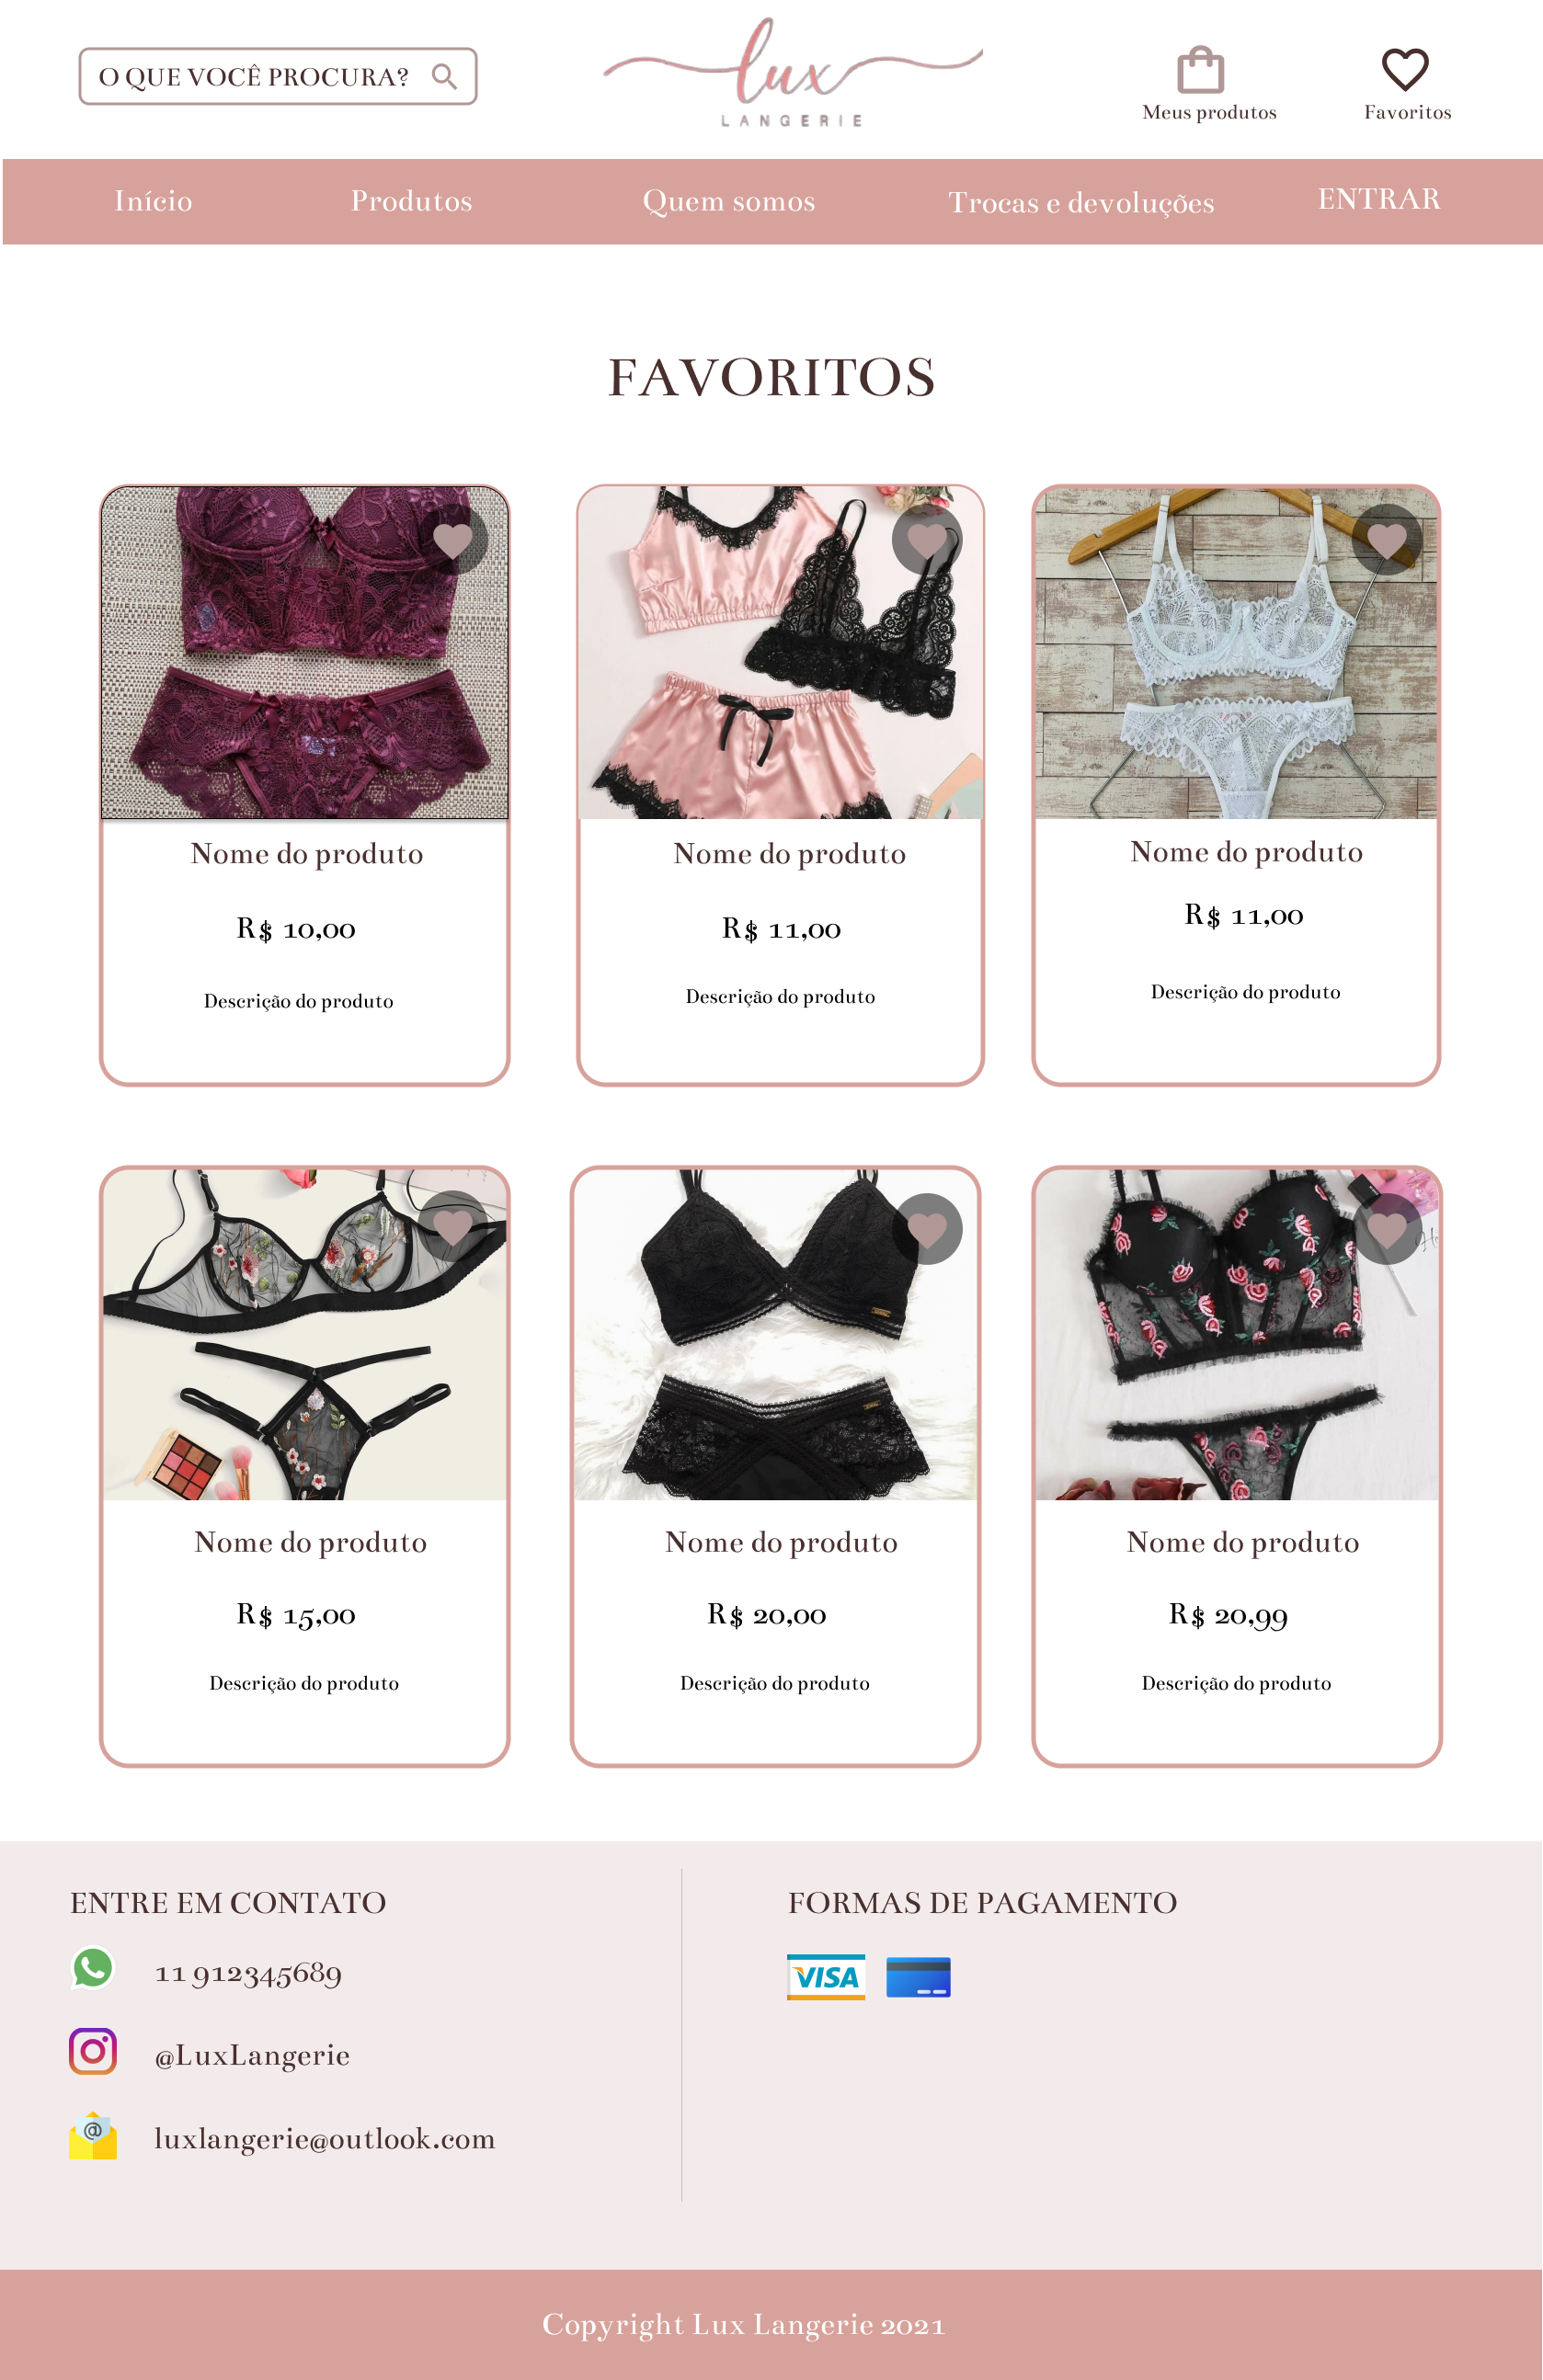 O QUE VOCÊ PROCURA?
lux
LANGERIE
Meus produtos
Favoritos
Início
Produtos
Quem somos
Trocas e devoluções
ENTRAR
FAVORITOS
Nome do produto
R$ 10,00
Descrição do produto
Nome do produto
R$ 11,00
Descrição do produto
Nome do produto
R$ 11,00
Descrição do produto
Nome do produto
R$ 15,00
Descrição do produto
Nome do produto
R$ 20,00
Descrição do produto
Nome do produto
R$ 20,99
Descrição do produto
ENTRE EM CONTATO
11 912345689
@LuxLangerie
@
luxlangerie@outlook.com
FORMAS DE PAGAMENTO
VISA
Copyright Lux Langerie 2021